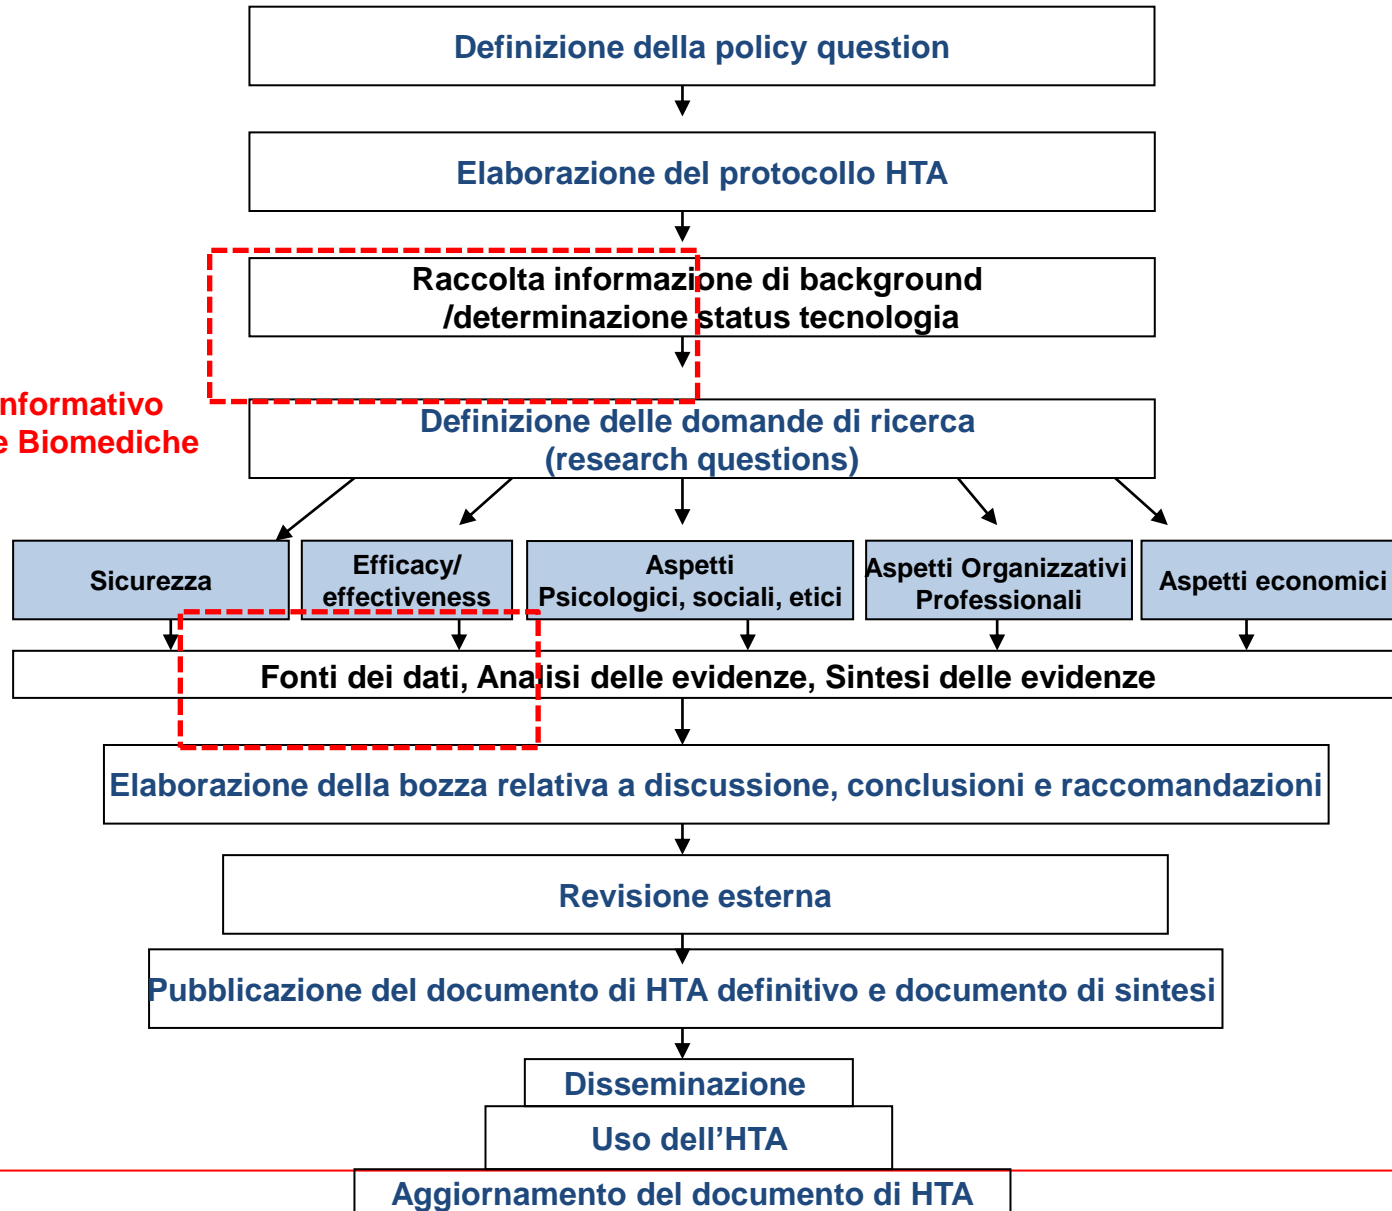 Definizione della policy question
Elaborazione del protocollo HTA
Raccolta informazione di background
/determinazione status tecnologia
nformativo
e Biomediche
Definizione delle domande di ricerca
(research questions)
Sicurezza
Efficacy/
effectiveness
Aspetti
Psicologici, sociali, etici
Aspetti Organizzativi
Professionali
Aspetti economici
Fonti dei dati, Analisi delle evidenze, Sintesi delle evidenze
Elaborazione della bozza relativa a discussione, conclusioni e raccomandazioni
Revisione esterna
Pubblicazione del documento di HTA definitivo e documento di sintesi
Disseminazione
Uso dell’HTA
Aggiornamento del documento di HTA